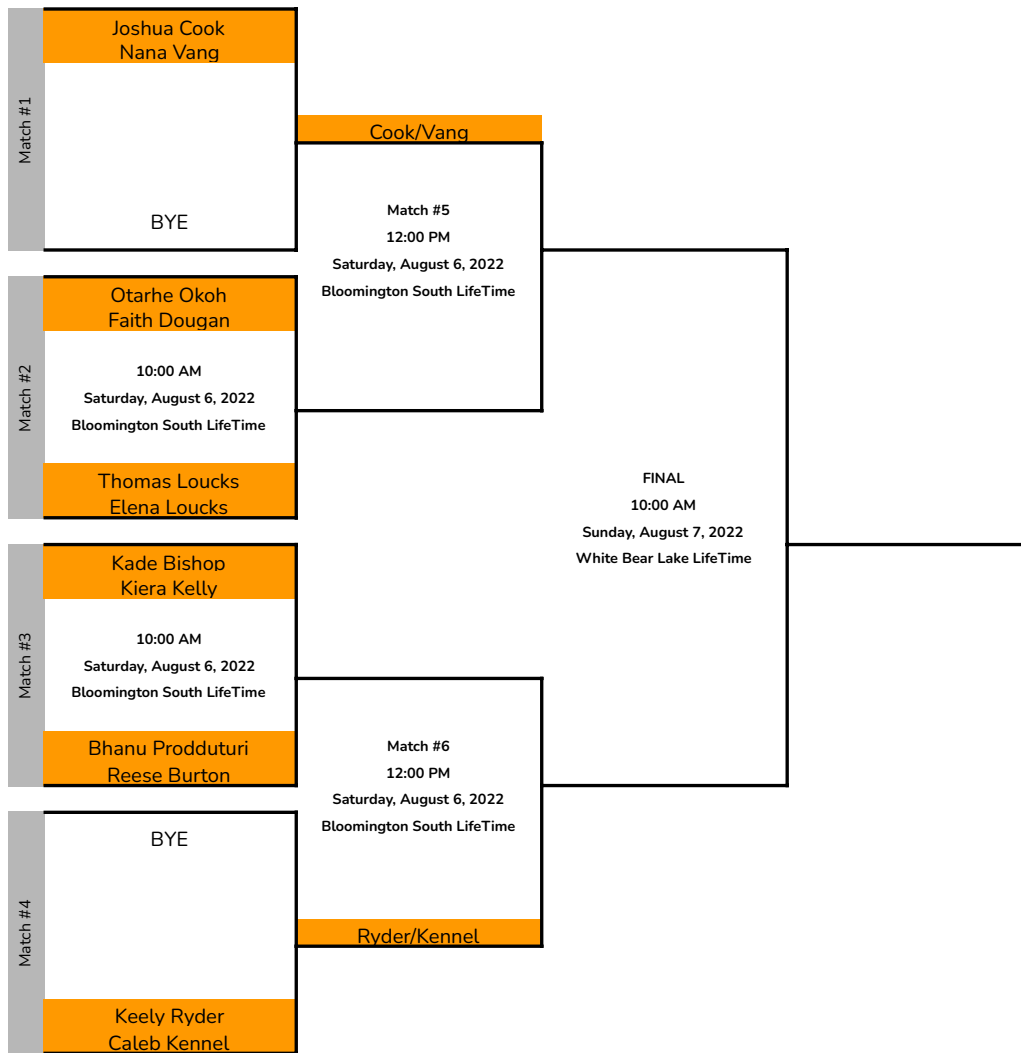 Match #1
Joshua Cook
Nana Vang
BYE
Cook/Vang
Match #5
12:00 PM
Saturday, August 6, 2022
Bloomington South LifeTime
Match #2
Otarhe Okoh
Faith Dougan
10:00 AM
Saturday, August 6, 2022
Bloomington South LifeTime
Thomas Loucks
Elena Loucks
FINAL
10:00 AM
Sunday, August 7, 2022
White Bear Lake LifeTime
Match #3
Kade Bishop
Kiera Kelly
10:00 AM
Saturday, August 6, 2022
Bloomington South LifeTime
Bhanu Prodduturi
Reese Burton
Match #6
12:00 PM
Saturday, August 6, 2022
Bloomington South LifeTime
Match #4
BYE
Ryder/Kennel
Keely Ryder
Caleb Kennel